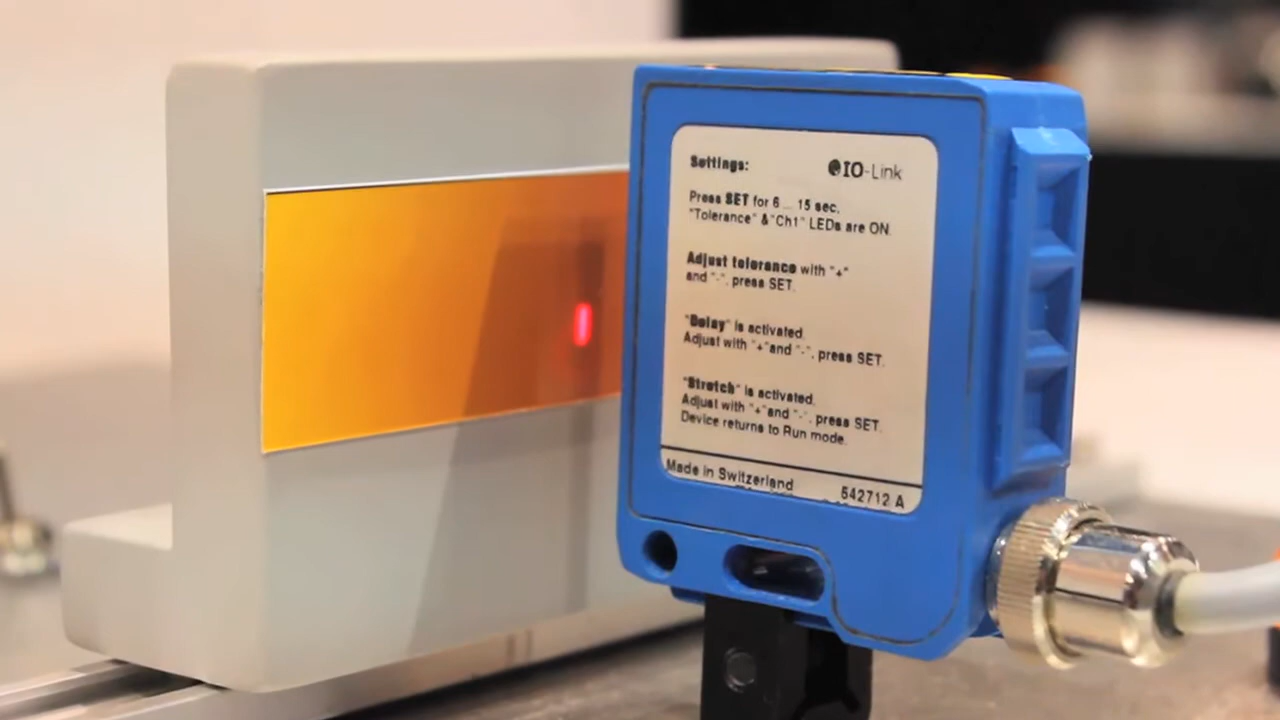 Settings:
IO-Link
Press SET for 6 ... 15 sec,
"Tolerance" & "Ch1" LEDs are ON.
Adjust tolerance with "+"
and "-", press SET.
"Delay" is activated.
Adjust with "+"and "-", press SET.
"Stretch" is activated.
Adjust with "+"and "-", press SET.
Device returns to Run mode.
Made in Switzerland
542712 A